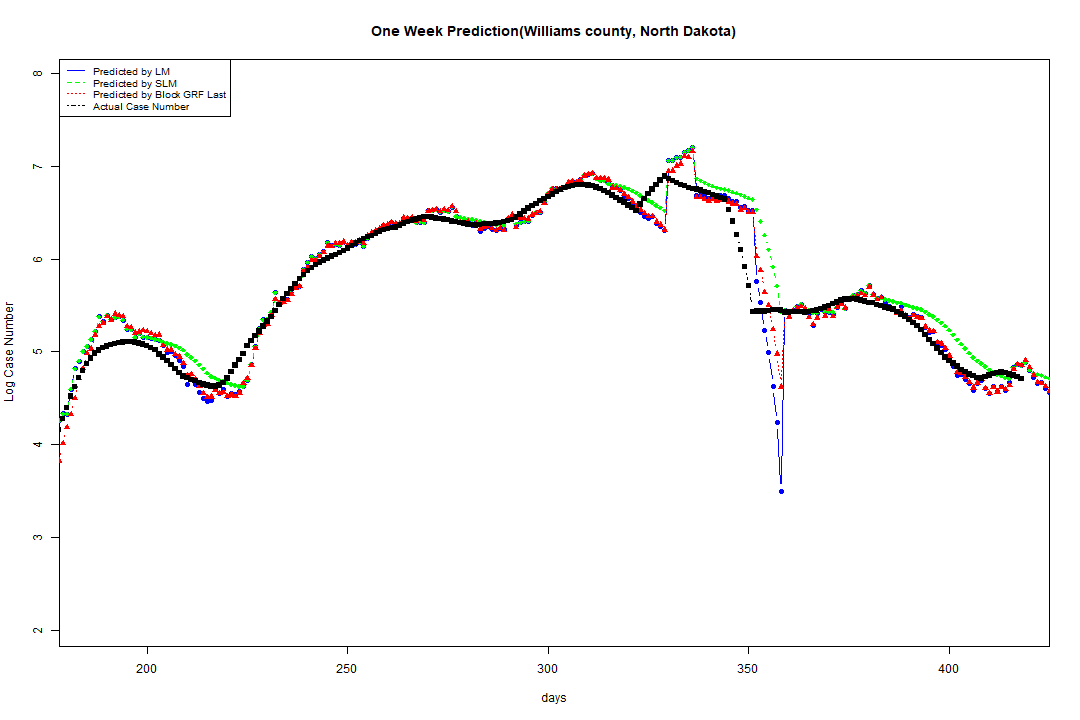 One Week Prediction(Williams county, North Dakota)
Predicted by LM
Predicted by SLM
Predicted by Block GRF Last
Actual Case Number
8
7
6
5
4
3
2
Log Case Number
200 250 300 350 400
days